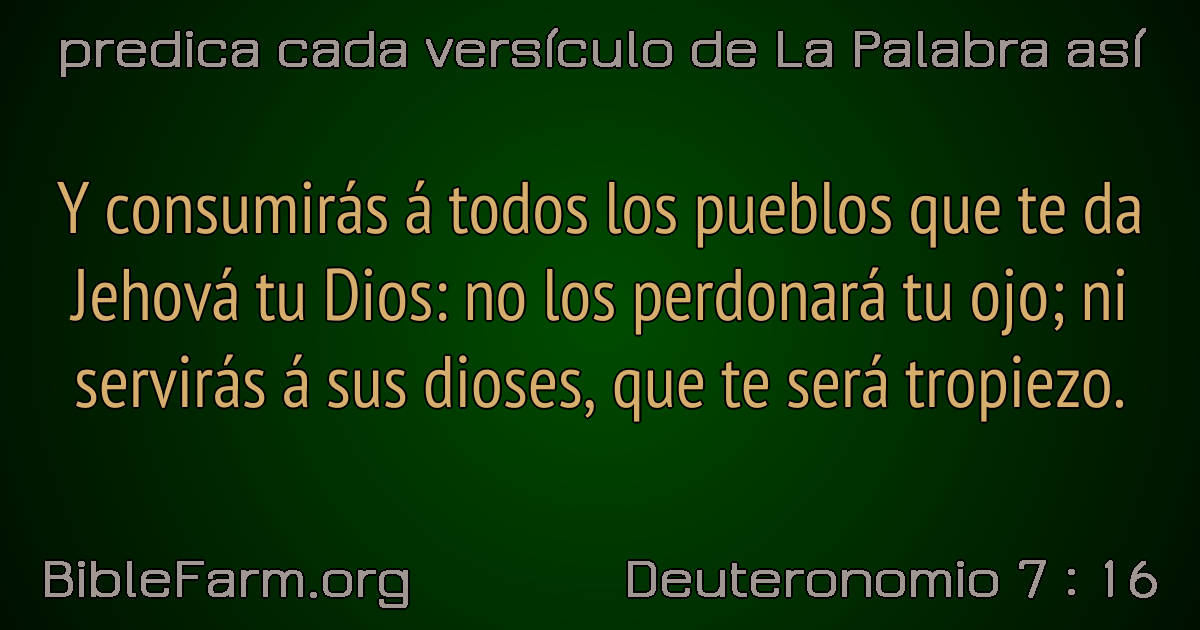 predica cada versículo de La Palabra así
Y consumirás á todos los pueblos que te da
Jehová tu Dios: no los perdonará tu ojo; ni
servirás á sus dioses, que te será tropiezo.
BibleFarm.org
Deuteronomio 7 : 16